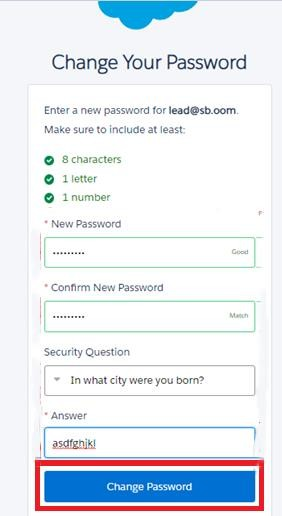 Change Your Password
Enter a new password for lead@sb.oom.
Make sure to include at least:
8 characters
1 letter
1 number
* New Password
••••••••• Good
* Confirm New Password
••••••••• Match
Security Question
In what city were you born?
* Answer
asdfghjkl
Change Password